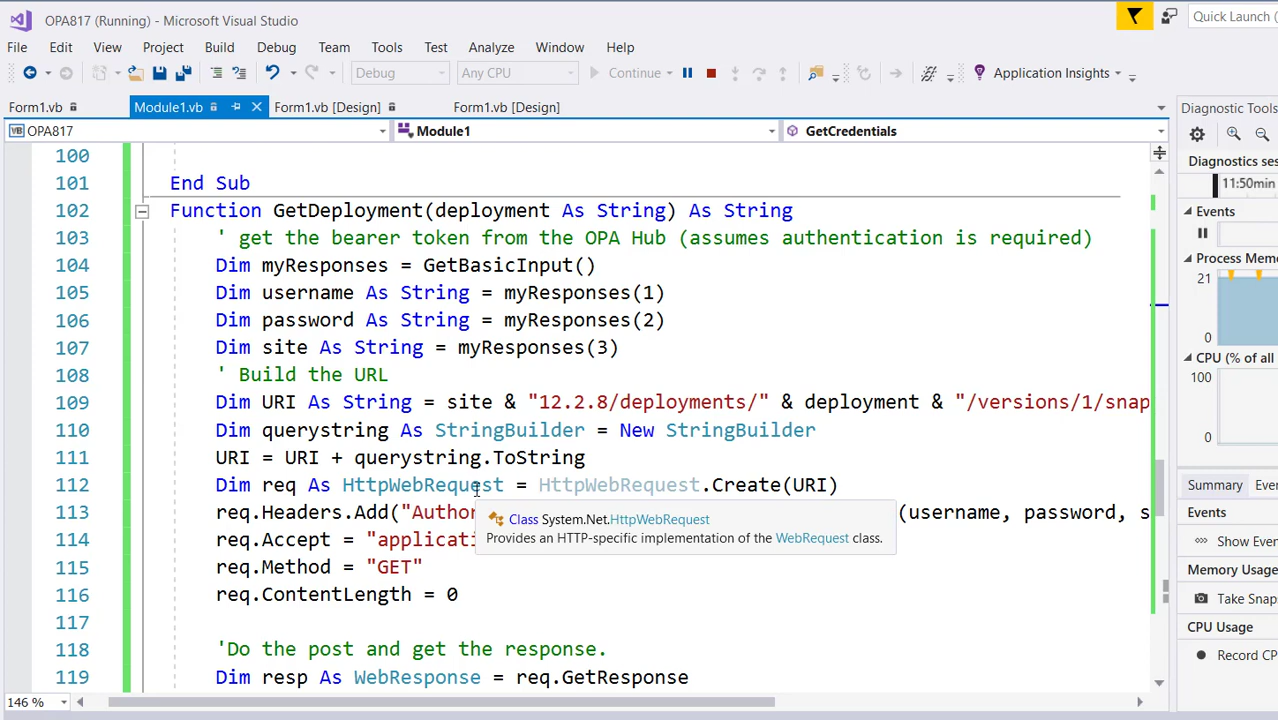 OPA817 (Running) - Microsoft Visual Studio
Quick Launch (
File Edit View Project Build Debug Team Tools Test Analyze Window Help
Debug Any CPU Continue Application Insights
Form1.vb Module1.vb Form1.vb [Design] Form1.vb [Design]
Diagnostic Tools
OPA817 Module1 GetCredentials
100
101 End Sub
102 Function GetDeployment(deployment As String) As String
103 ' get the bearer token from the OPA Hub (assumes authentication is required)
104 Dim myResponses = GetBasicInput()
105 Dim username As String = myResponses(1)
106 Dim password As String = myResponses(2)
107 Dim site As String = myResponses(3)
108 ' Build the URL
109 Dim URI As String = site & "12.2.8/deployments/" & deployment & "/versions/1/snap
110 Dim querystring As StringBuilder = New StringBuilder
111 URI = URI + querystring.ToString
112 Dim req As HttpWebRequest = HttpWebRequest.Create(URI)
113 req.Headers.Add("Author (username, password, s
Class System.Net.HttpWebRequest
Provides an HTTP-specific implementation of the WebRequest class.
114 req.Accept = "applicati
115 req.Method = "GET"
116 req.ContentLength = 0
117
118 'Do the post and get the response.
119 Dim resp As WebResponse = req.GetResponse
146 %
Diagnostics ses
11:50min
Events
Process Memo
21
0
CPU (% of all
100
0
Summary Even
Events
Show Even
Memory Usage
Take Snap
CPU Usage
Record CP